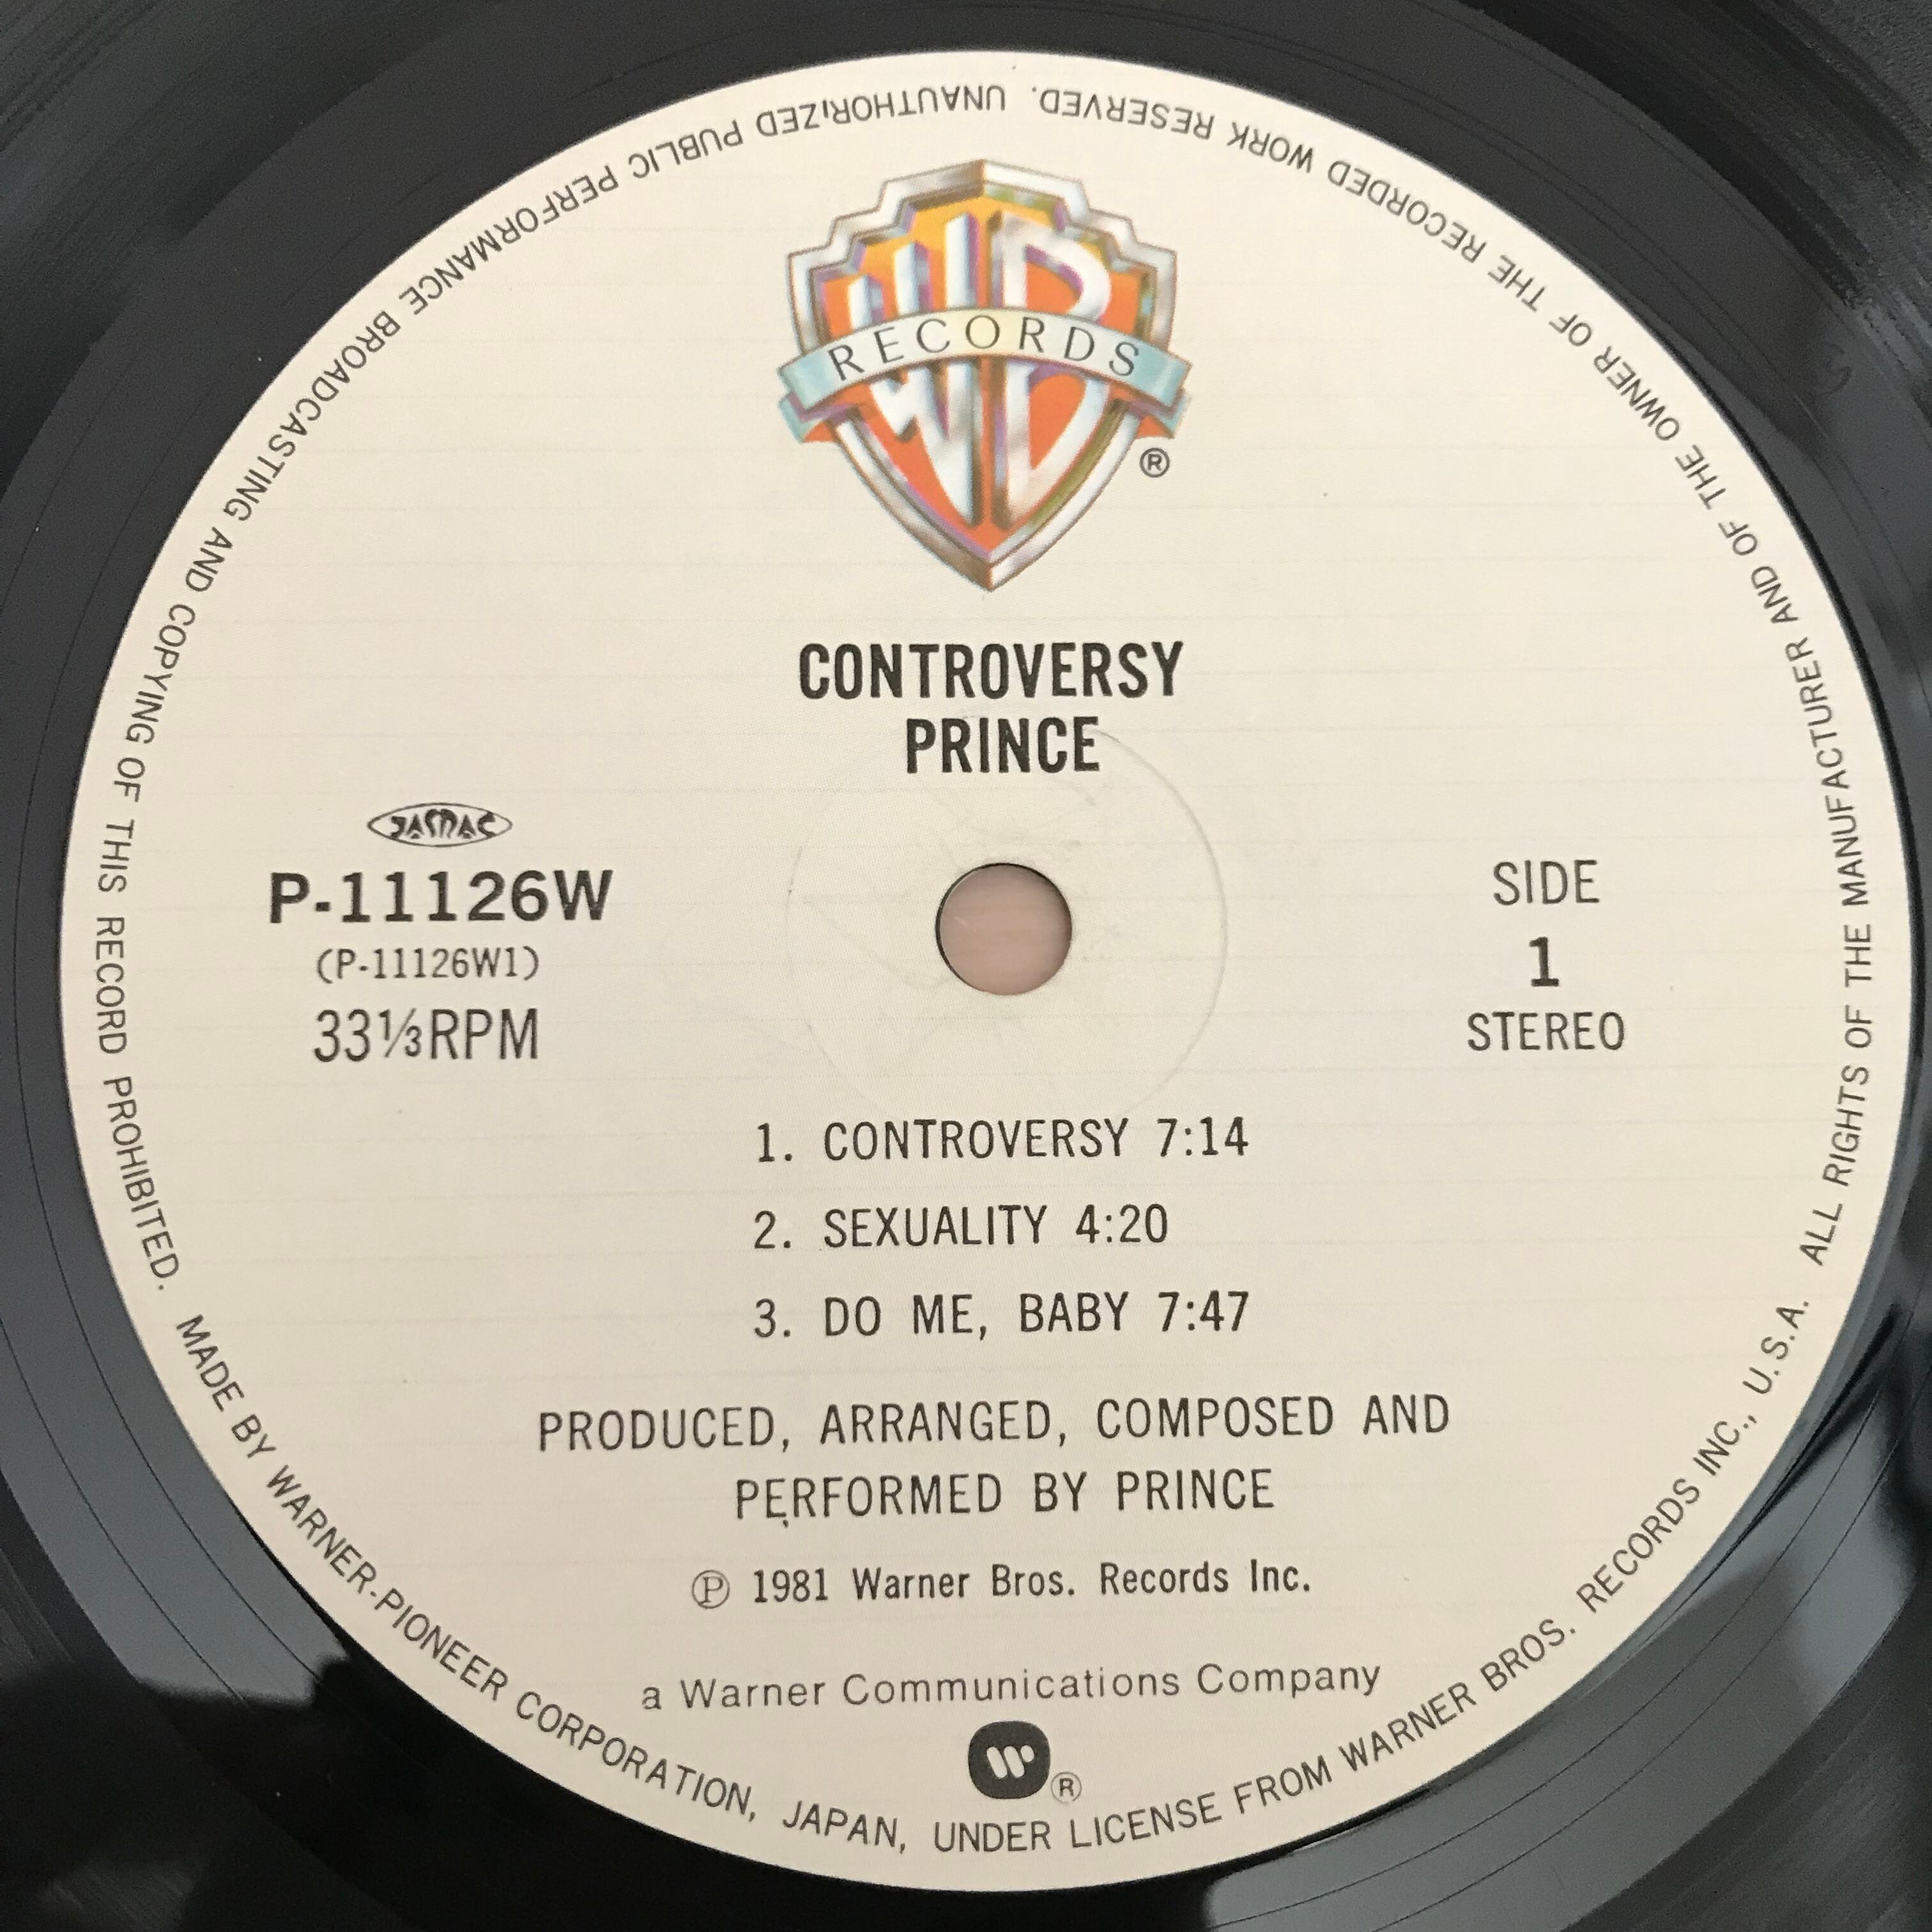 WB
RECORDS
®
CONTROVERSY
PRINCE
JASRAC
P-11126W
(P-11126W1)
33⅓RPM
SIDE
1
STEREO
1. CONTROVERSY 7:14
2. SEXUALITY 4:20
3. DO ME, BABY 7:47
PRODUCED, ARRANGED, COMPOSED AND
PERFORMED BY PRINCE
Ⓟ 1981 Warner Bros. Records Inc.
a Warner Communications Company
®
MADE BY WARNER-PIONEER CORPORATION, JAPAN, UNDER LICENSE FROM WARNER BROS. RECORDS INC., U.S.A. ALL RIGHTS OF THE MANUFACTURER AND OF THE OWNER OF THE RECORDED WORK RESERVED. UNAUTHORIZED PUBLIC PERFORMANCE BROADCASTING AND COPYING OF THIS RECORD PROHIBITED.